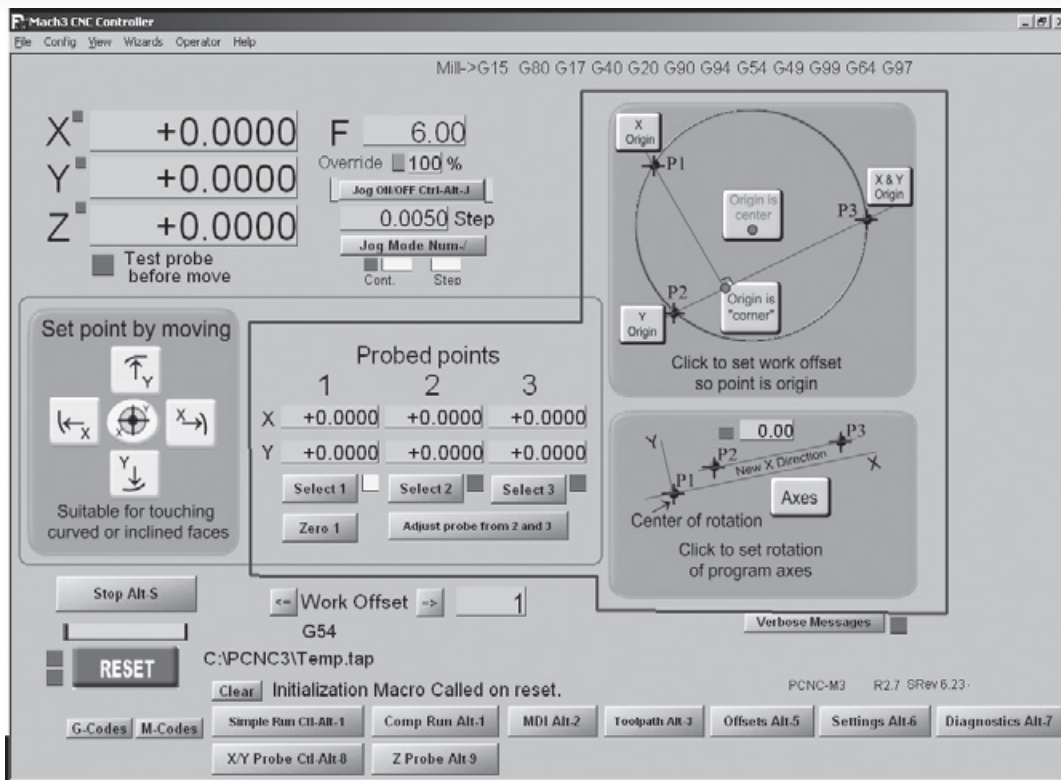 Mach3 CNC Controller
File Config View Wizards Operator Help
Mill->G15 G80 G17 G40 G20 G90 G94 G54 G49 G99 G64 G97
X +0.0000
Y +0.0000
Z +0.0000
Test probe
before move
F 6.00
Override 100 %
Jog ON/OFF Ctrl-Alt-J
0.0050 Step
Jog Mode Num-/
Cont. Step
X
Origin
P1
X & Y
Origin
P3
Origin is
center
P2
Y
Origin
Origin is
"corner"
Click to set work offset
so point is origin
Set point by moving
Y
X
X
Y
X
Y
Suitable for touching
curved or inclined faces
Probed points
1 2 3
X +0.0000 +0.0000 +0.0000
Y +0.0000 +0.0000 +0.0000
Select 1 Select 2 Select 3
Zero 1 Adjust probe from 2 and 3
0.00
Y P2 P3
P1 New X Direction X
Axes
Center of rotation
Click to set rotation
of program axes
Stop Alt-S
<= Work Offset -> 1
G54
Verbose Messages
RESET
C:\PCNC3\Temp.tap
Clear Initialization Macro Called on reset.
PCNC-M3 R2.7 SRev 6.23-
G-Codes M-Codes
Simple Run Ctl-Alt-1 Comp Run Alt-1 MDI Alt-2 Toolpath Alt-3 Offsets Alt-5 Settings Alt-6 Diagnostics Alt-7
X/Y Probe Ctl-Alt-8 Z Probe Alt-9